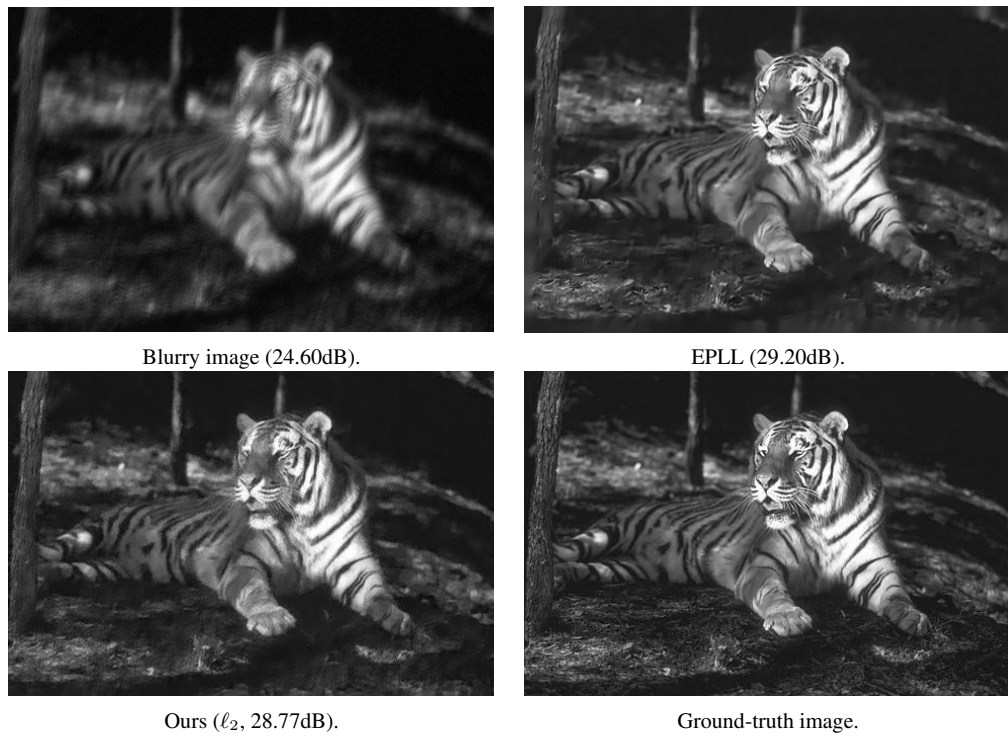 Blurry image (24.60dB).
EPLL (29.20dB).
Ours (ℓ₂, 28.77dB).
Ground-truth image.